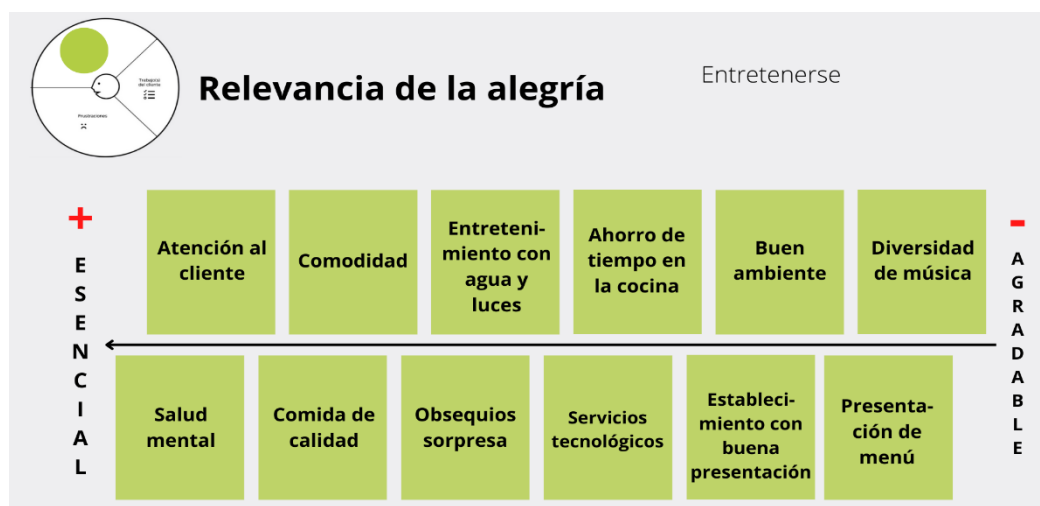 Trabajo(s)
del cliente
Frustraciones
Relevancia de la alegría
Entretenerse
+
ESENCIAL
Atención al
cliente
Comodidad
Entreteni-
miento con
agua y
luces
Ahorro de
tiempo en
la cocina
Buen
ambiente
Diversidad
de música
-
AGRADABLE
Salud
mental
Comida de
calidad
Obsequios
sorpresa
Servicios
tecnológicos
Estableci-
miento con
buena
presentación
Presenta-
ción de
menú